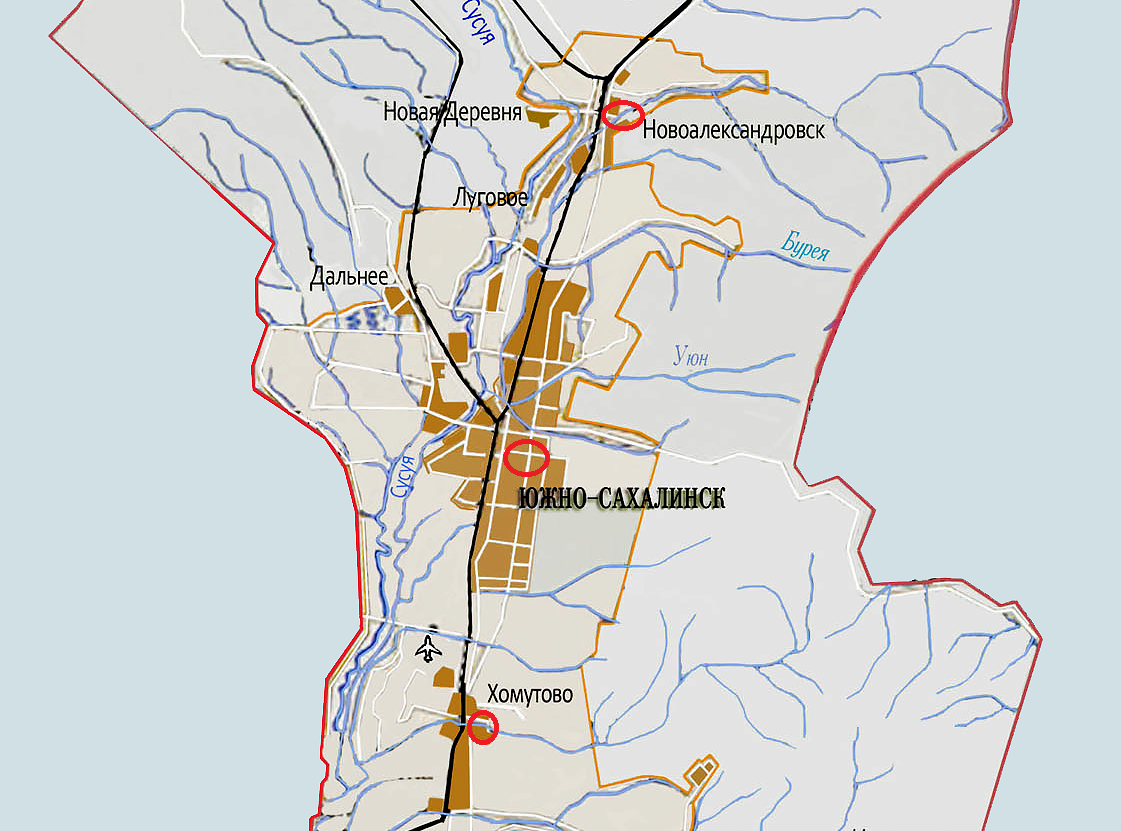 Сусуя
Новая Деревня
Новоалександровск
Луговое
Бурея
Дальнее
Уюн
Сусуя
ЮЖНО-САХАЛИНСК
Хомутово